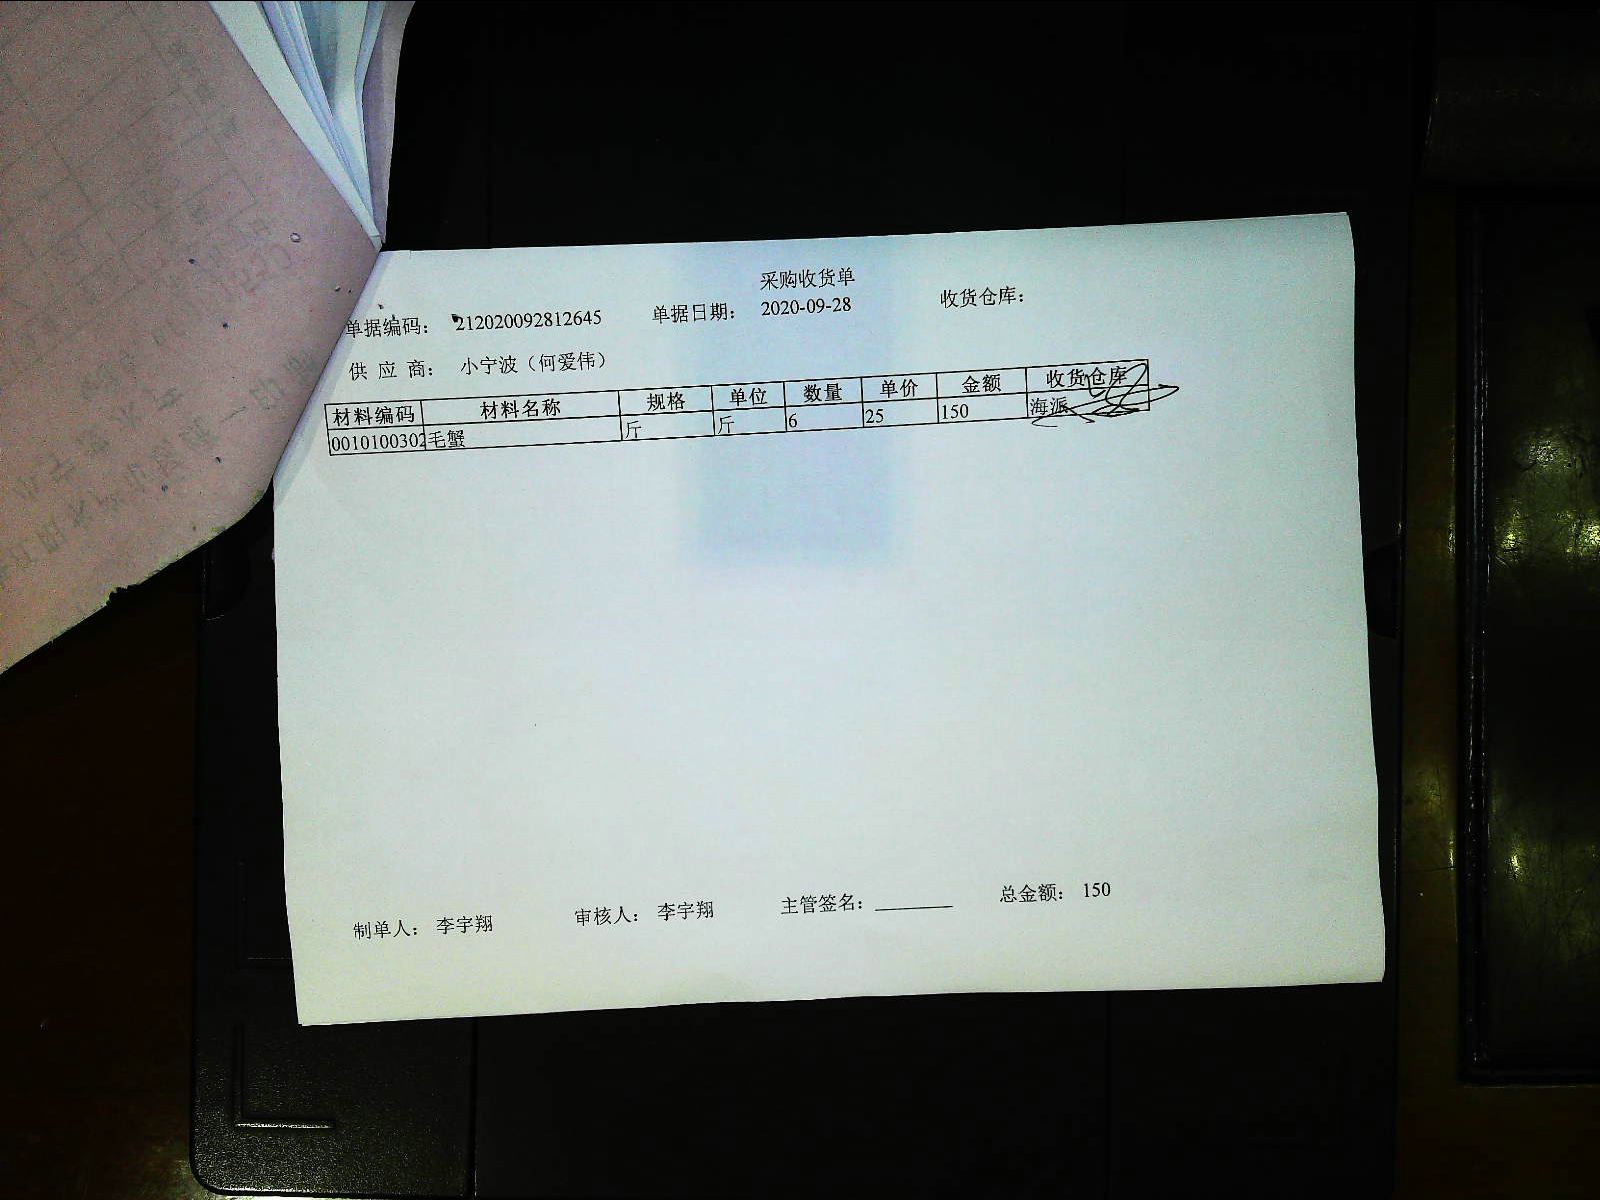 采购收货单
单据编码： 212020092812645 单据日期： 2020-09-28 收货仓库：
供 应 商： 小宁波（何爱伟）
材料编码 材料名称 规格 单位 数量 单价 金额 收货仓库
0010100302 毛蟹 斤 斤 6 25 150 海派
制单人： 李宇翔 审核人： 李宇翔 主管签名： 总金额： 150